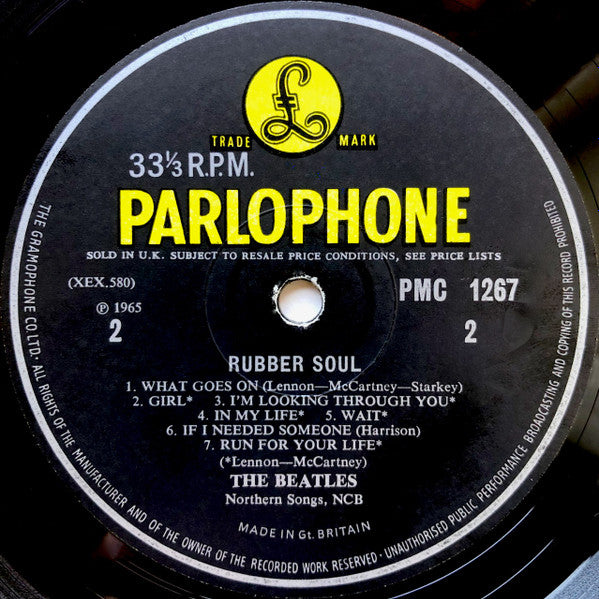 £
TRADE MARK
33⅓ R.P.M.
PARLOPHONE
SOLD IN U.K. SUBJECT TO RESALE PRICE CONDITIONS, SEE PRICE LISTS
(XEX.580)
PMC 1267
℗ 1965
2
2
RUBBER SOUL
1. WHAT GOES ON (Lennon—McCartney—Starkey)
2. GIRL* 3. I'M LOOKING THROUGH YOU*
4. IN MY LIFE* 5. WAIT*
6. IF I NEEDED SOMEONE (Harrison)
7. RUN FOR YOUR LIFE*
(*Lennon—McCartney)
THE BEATLES
Northern Songs, NCB
MADE IN Gt. BRITAIN
THE GRAMOPHONE CO. LTD. · ALL RIGHTS OF THE MANUFACTURER AND OF THE OWNER OF THE RECORDED WORK RESERVED · UNAUTHORISED PUBLIC PERFORMANCE BROADCASTING AND COPYING OF THIS RECORD PROHIBITED